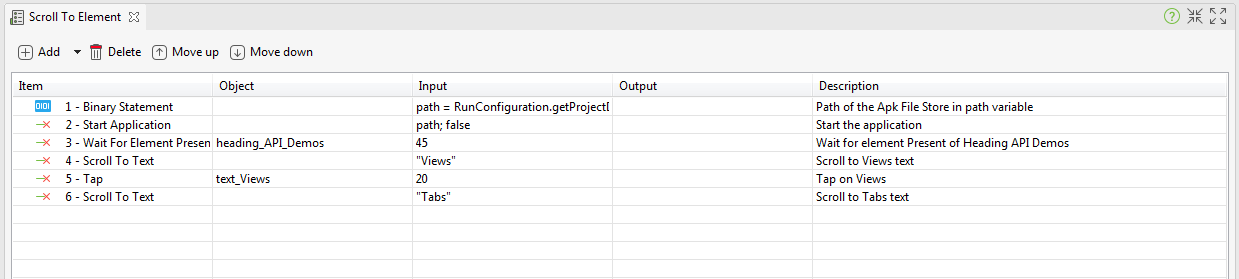 Scroll To Element
Add Delete Move up Move down
Item Object Input Output Description
1 - Binary Statement path = RunConfiguration.getProjectD Path of the Apk File Store in path variable
2 - Start Application path; false Start the application
3 - Wait For Element Presen heading_API_Demos 45 Wait for element Present of Heading API Demos
4 - Scroll To Text "Views" Scroll to Views text
5 - Tap text_Views 20 Tap on Views
6 - Scroll To Text "Tabs" Scroll to Tabs text